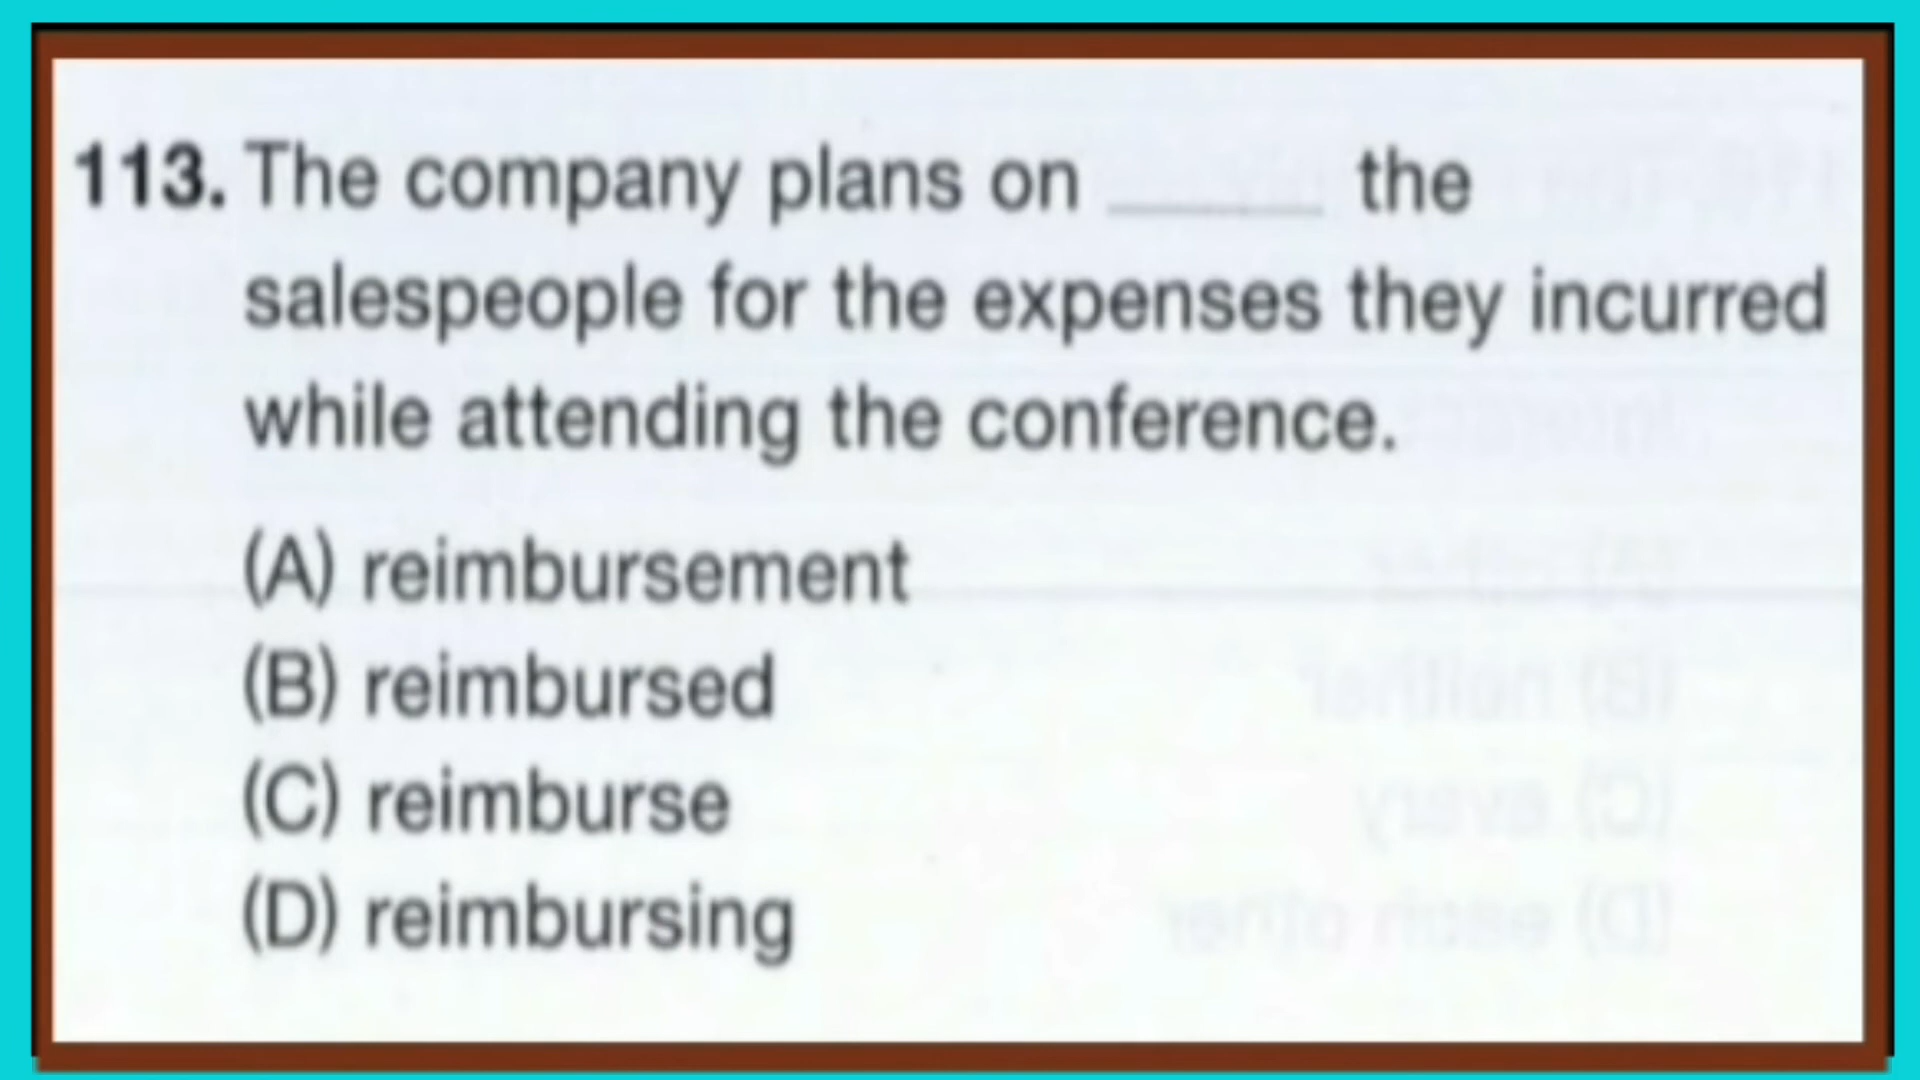 113. The company plans on ______ the
salespeople for the expenses they incurred
while attending the conference.
(A) reimbursement
(B) reimbursed
(C) reimburse
(D) reimbursing